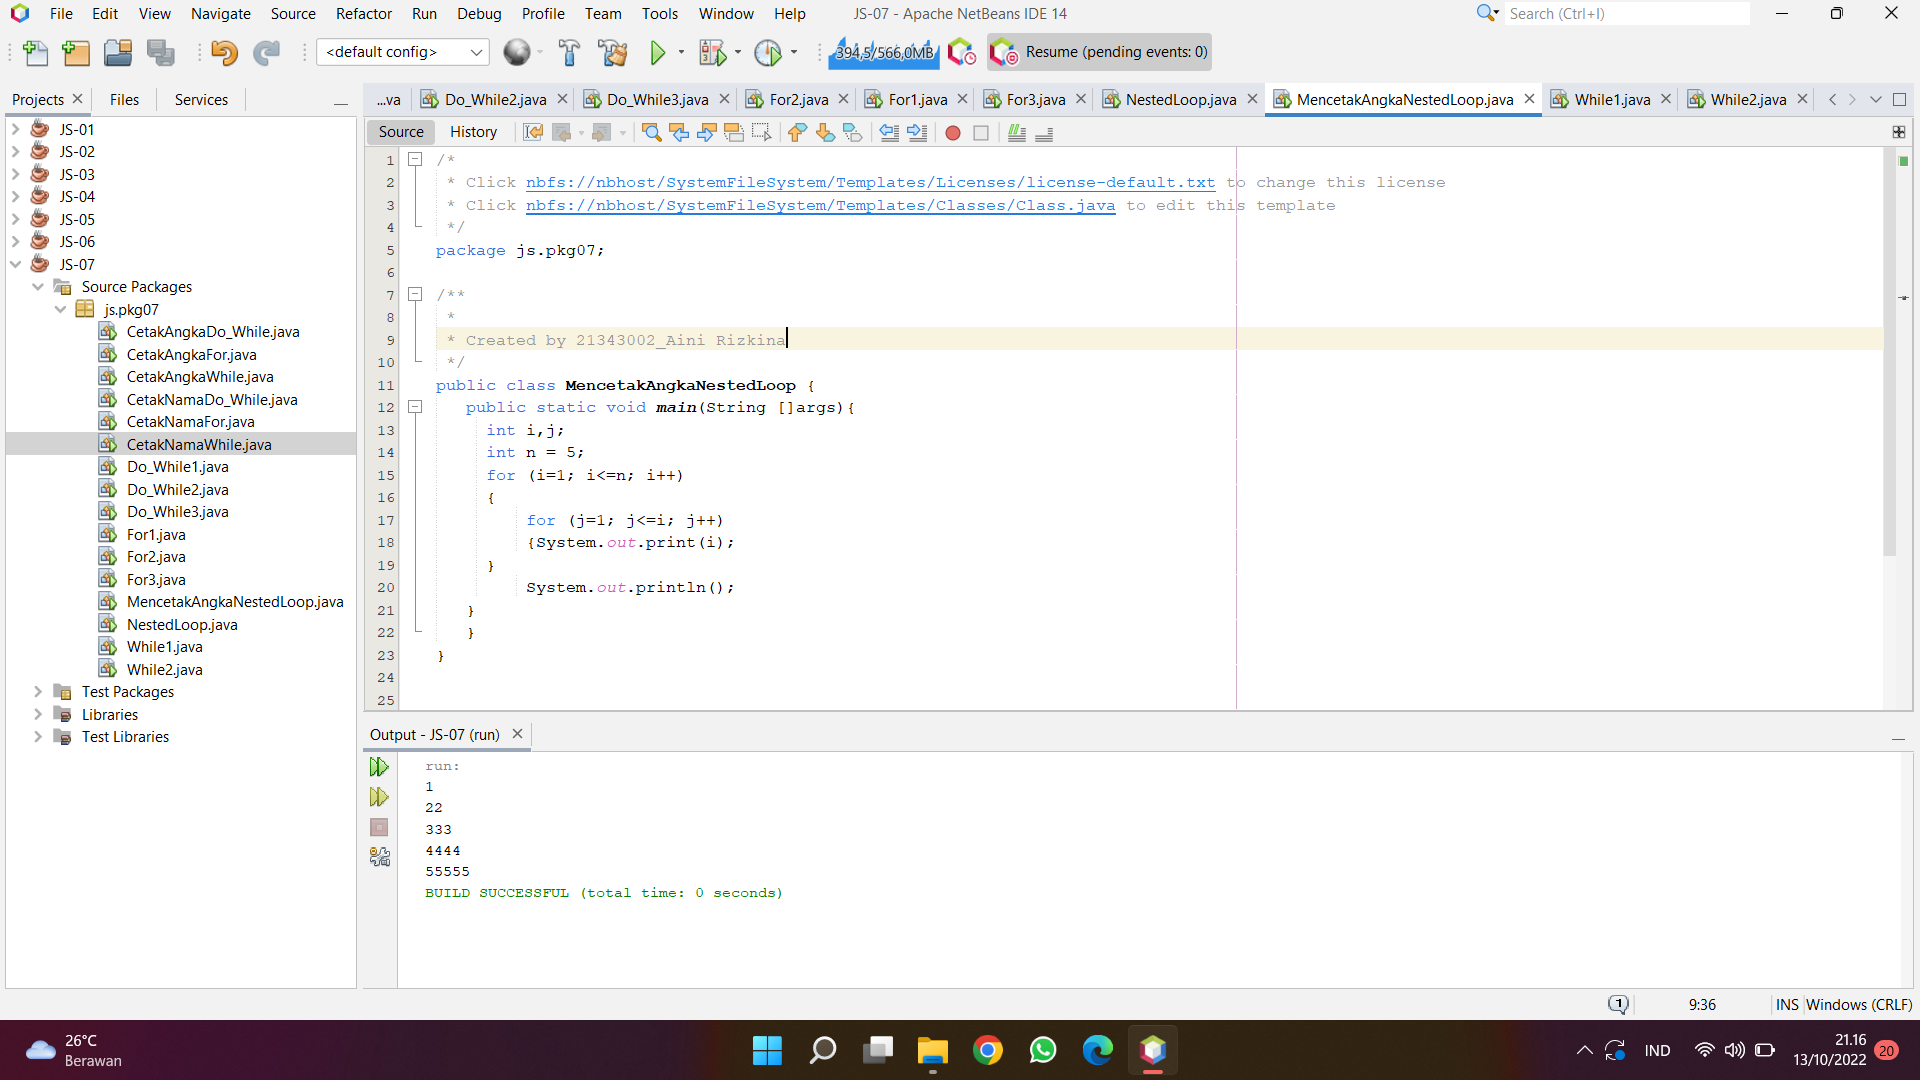 File Edit View Navigate Source Refactor Run Debug Profile Team Tools Window Help JS-07 - Apache NetBeans IDE 14 Search (Ctrl+I)
<default config> 394,5/566,0MB Resume (pending events: 0)
Projects Files Services
...va Do_While2.java Do_While3.java For2.java For1.java For3.java NestedLoop.java MencetakAngkaNestedLoop.java While1.java While2.java
Source History
JS-01
JS-02
JS-03
JS-04
JS-05
JS-06
JS-07
Source Packages
js.pkg07
CetakAngkaDo_While.java
CetakAngkaFor.java
CetakAngkaWhile.java
CetakNamaDo_While.java
CetakNamaFor.java
CetakNamaWhile.java
Do_While1.java
Do_While2.java
Do_While3.java
For1.java
For2.java
For3.java
MencetakAngkaNestedLoop.java
NestedLoop.java
While1.java
While2.java
Test Packages
Libraries
Test Libraries
1 /*
2 * Click nbfs://nbhost/SystemFileSystem/Templates/Licenses/license-default.txt to change this license
3 * Click nbfs://nbhost/SystemFileSystem/Templates/Classes/Class.java to edit this template
4 */
5 package js.pkg07;
6
7 /**
8 *
9 * Created by 21343002_Aini Rizkina
10 */
11 public class MencetakAngkaNestedLoop {
12 public static void main(String []args){
13 int i,j;
14 int n = 5;
15 for (i=1; i<=n; i++)
16 {
17 for (j=1; j<=i; j++)
18 {System.out.print(i);
19 }
20 System.out.println();
21 }
22 }
23 }
24
25
Output - JS-07 (run)
run:
1
22
333
4444
55555
BUILD SUCCESSFUL (total time: 0 seconds)
1 9:36 INS Windows (CRLF)
26°C
Berawan
IND
21.16
13/10/2022
20